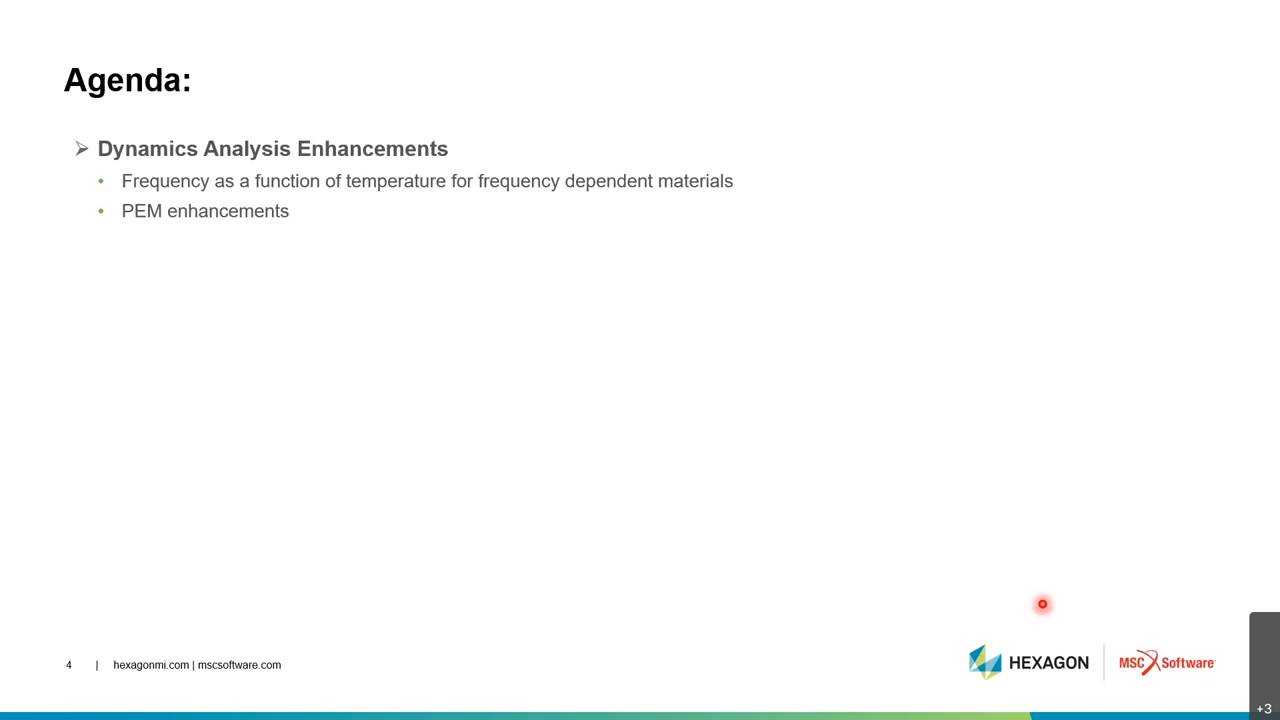 Agenda:
➢ Dynamics Analysis Enhancements
• Frequency as a function of temperature for frequency dependent materials
• PEM enhancements
4 | hexagonmi.com | mscsoftware.com
HEXAGON
MSC Software
+3